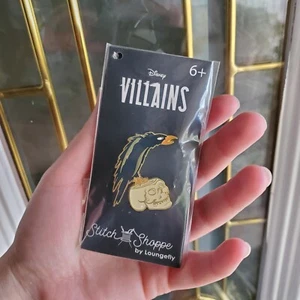 Disney
6+
VILLAINS
Stitch Shoppe
by Loungefly